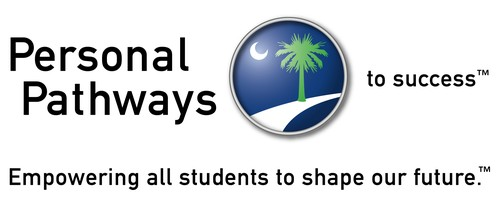 Personal
Pathways
to success™
Empowering all students to shape our future.™